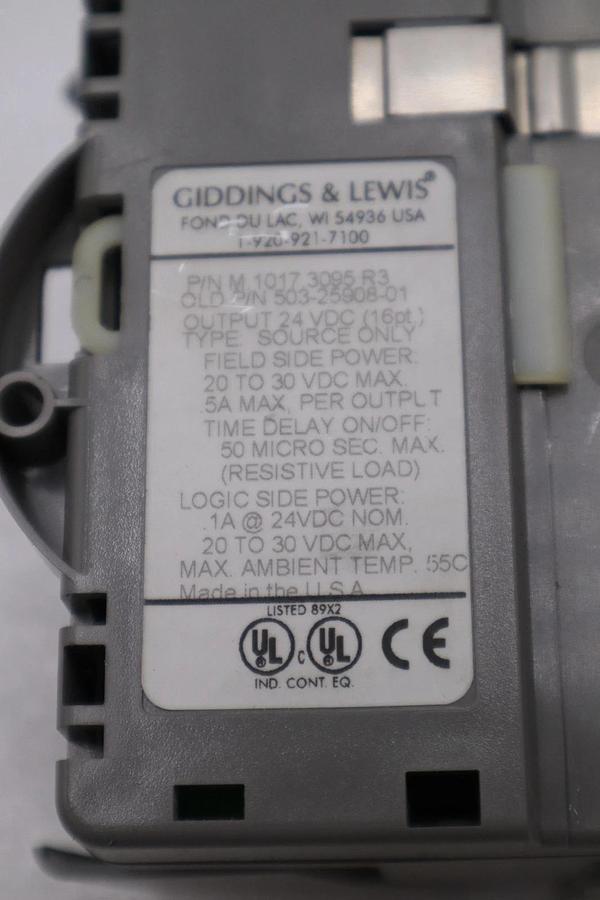 GIDDINGS & LEWIS®
FOND DU LAC, WI 54936 USA
1-920-921-7100
P/N M.1017.3095 R3
OLD P/N 503-25908-01
OUTPUT 24 VDC (16pt.)
TYPE: SOURCE ONLY
FIELD SIDE POWER:
20 TO 30 VDC MAX.
.5A MAX, PER OUTPUT
TIME DELAY ON/OFF:
50 MICRO SEC. MAX.
(RESISTIVE LOAD)
LOGIC SIDE POWER:
.1A @ 24VDC NOM.
20 TO 30 VDC MAX,
MAX. AMBIENT TEMP. 55C
Made in the U.S.A.
LISTED 89X2
UL® c UL® CE
IND. CONT. EQ.